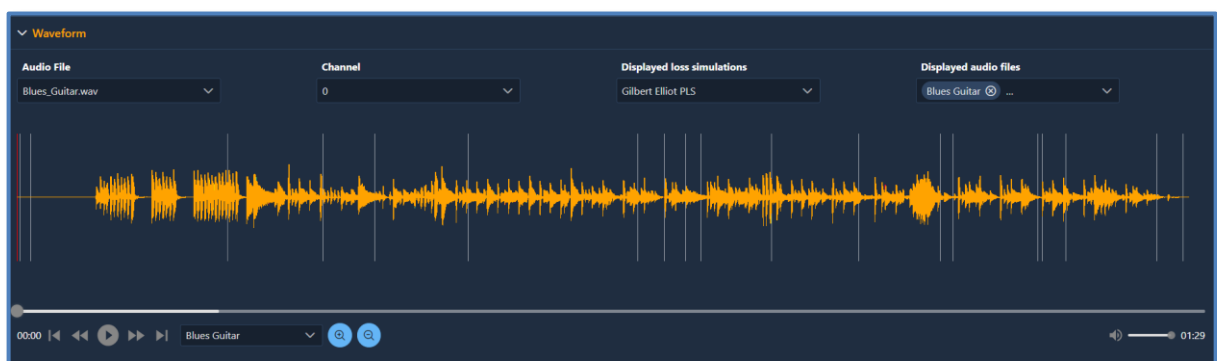 Waveform
Audio File
Channel
Displayed loss simulations
Displayed audio files
Blues_Guitar.wav
0
Gilbert Elliot PLS
Blues Guitar ...
00:00
Blues Guitar
01:29